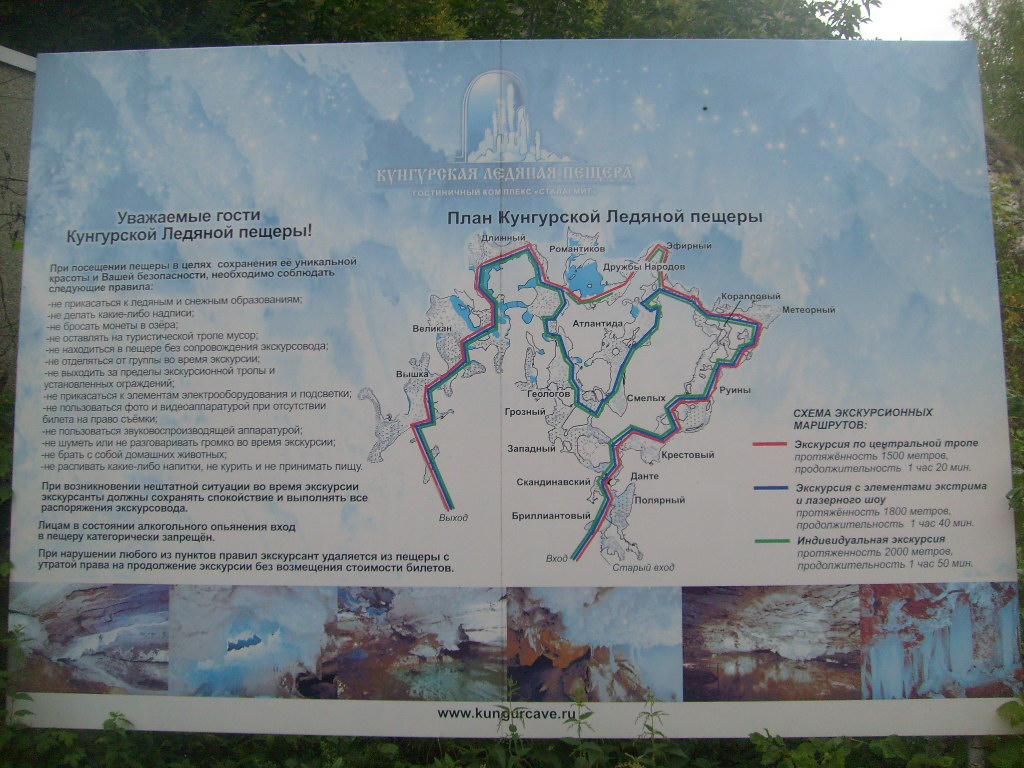 КУНГУРСКАЯ ЛЕДЯНАЯ ПЕЩЕРА
ГОСТИНИЧНЫЙ КОМПЛЕКС «СТАЛАГМИТ»
Уважаемые гости
Кунгурской Ледяной пещеры!
При посещении пещеры в целях сохранения её уникальной
красоты и Вашей безопасности, необходимо соблюдать
следующие правила:
-не прикасаться к ледяным и снежным образованиям;
-не делать какие-либо надписи;
-не бросать монеты в озёра;
-не оставлять на туристической тропе мусор;
-не находиться в пещере без сопровождения экскурсовода;
-не отделяться от группы во время экскурсии;
-не выходить за пределы экскурсионной тропы и
установленных ограждений;
-не прикасаться к элементам электрооборудования и подсветки;
-не пользоваться фото и видеоаппаратурой при отсутствии
билета на право съёмки;
-не пользоваться звуковоспроизводящей аппаратурой;
-не шуметь или не разговаривать громко во время экскурсии;
-не брать с собой домашних животных;
-не распивать какие-либо напитки, не курить и не принимать пищу.
При возникновении нештатной ситуации во время экскурсии
экскурсанты должны сохранять спокойствие и выполнять все
распоряжения экскурсовода.
Лицам в состоянии алкогольного опьянения вход
в пещеру категорически запрещён.
При нарушении любого из пунктов правил экскурсант удаляется из пещеры с
утратой права на продолжение экскурсии без возмещения стоимости билетов.
План Кунгурской Ледяной пещеры
Длинный
Романтиков
Эфирный
Дружбы Народов
Коралловый
Метеорный
Атлантида
Великан
Вышка
Руины
Геологов
Смелых
Грозный
Западный
Крестовый
Скандинавский
Данте
Полярный
Бриллиантовый
Выход
Вход
Старый вход
СХЕМА ЭКСКУРСИОННЫХ
МАРШРУТОВ:
Экскурсия по центральной тропе
протяжённость 1500 метров,
продолжительность 1 час 20 мин.
Экскурсия с элементами экстрима
и лазерного шоу
протяжённость 1800 метров,
продолжительность 1 час 40 мин.
Индивидуальная экскурсия
протяженность 2000 метров,
продолжительность 1 час 50 мин.
www.kungurcave.ru